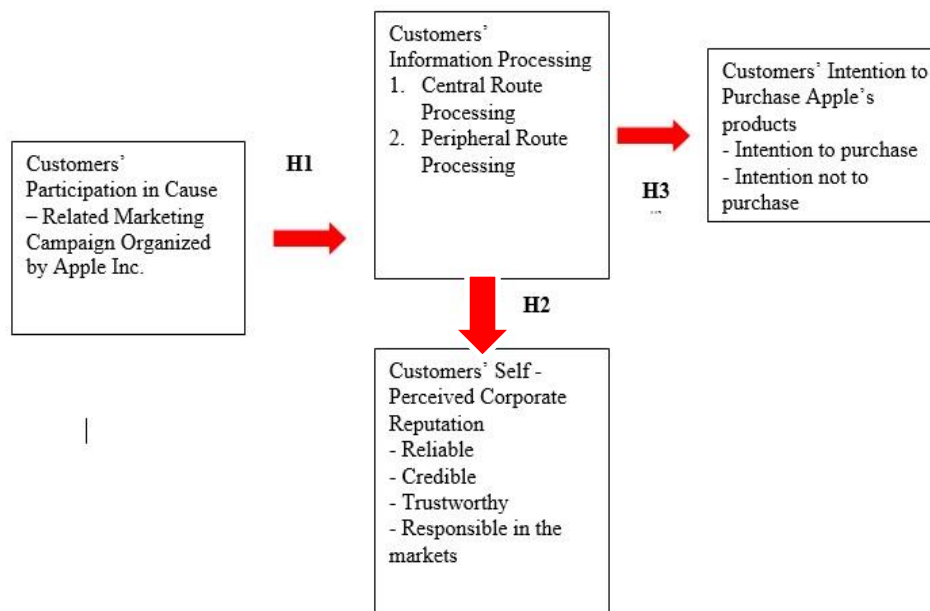 Customers’
Participation in Cause
– Related Marketing
Campaign Organized
by Apple Inc.
H1
Customers’
Information Processing
1. Central Route
Processing
2. Peripheral Route
Processing
H3
Customers’ Intention to
Purchase Apple’s
products
- Intention to purchase
- Intention not to
purchase
H2
Customers’ Self -
Perceived Corporate
Reputation
- Reliable
- Credible
- Trustworthy
- Responsible in the
markets